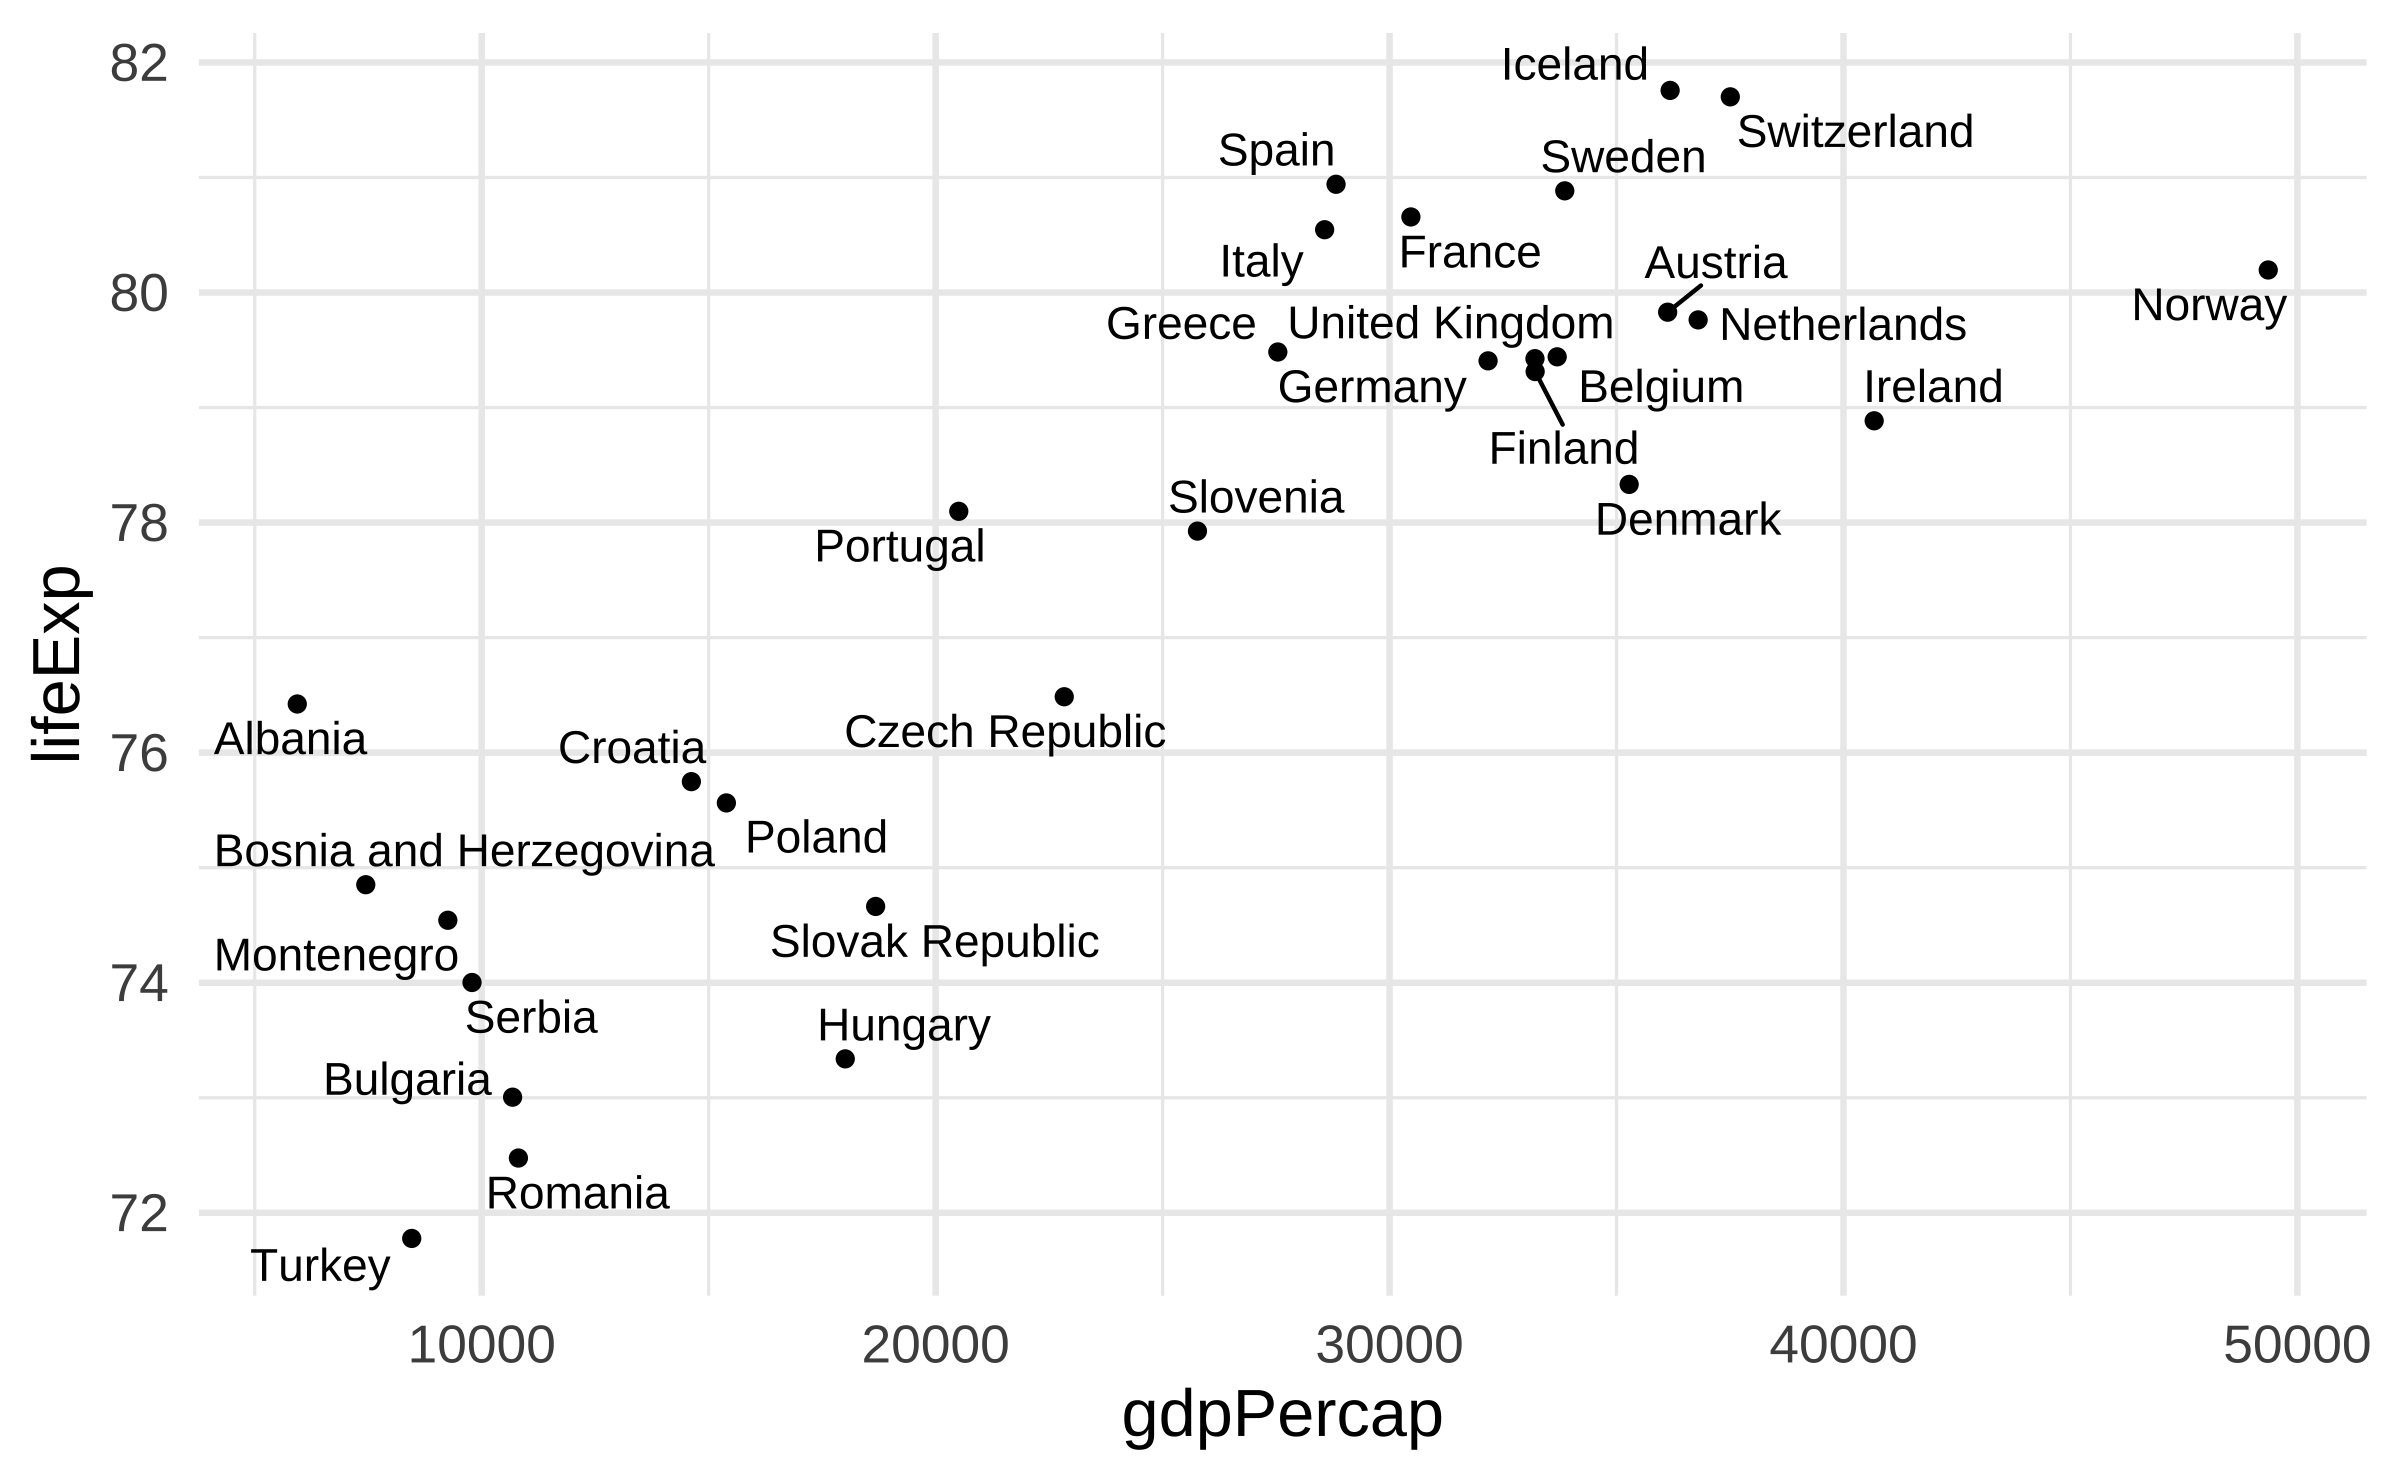 82
Iceland
Switzerland
Spain
Sweden
Italy
France
Austria
80
Norway
Greece
United Kingdom
Netherlands
Germany
Belgium
Ireland
Finland
Slovenia
78
Denmark
Portugal
lifeExp
Albania
Czech Republic
76
Croatia
Poland
Bosnia and Herzegovina
Slovak Republic
Montenegro
74
Serbia
Hungary
Bulgaria
Romania
72
Turkey
10000
20000
30000
40000
50000
gdpPercap